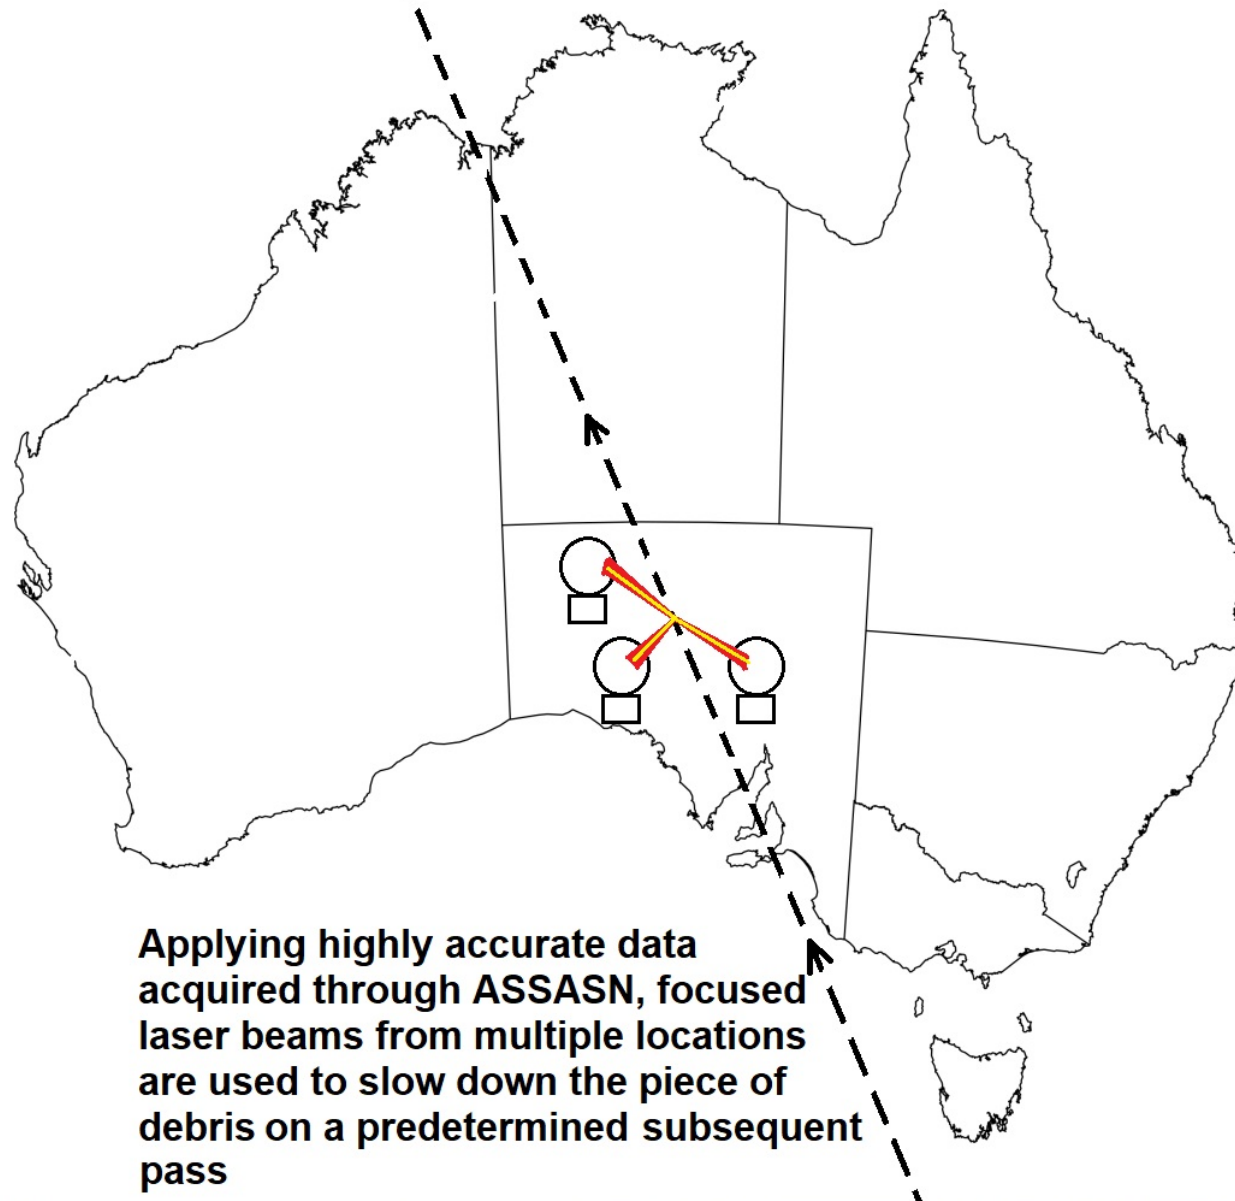 Applying highly accurate data
acquired through ASSASN, focused
laser beams from multiple locations
are used to slow down the piece of
debris on a predetermined subsequent
pass